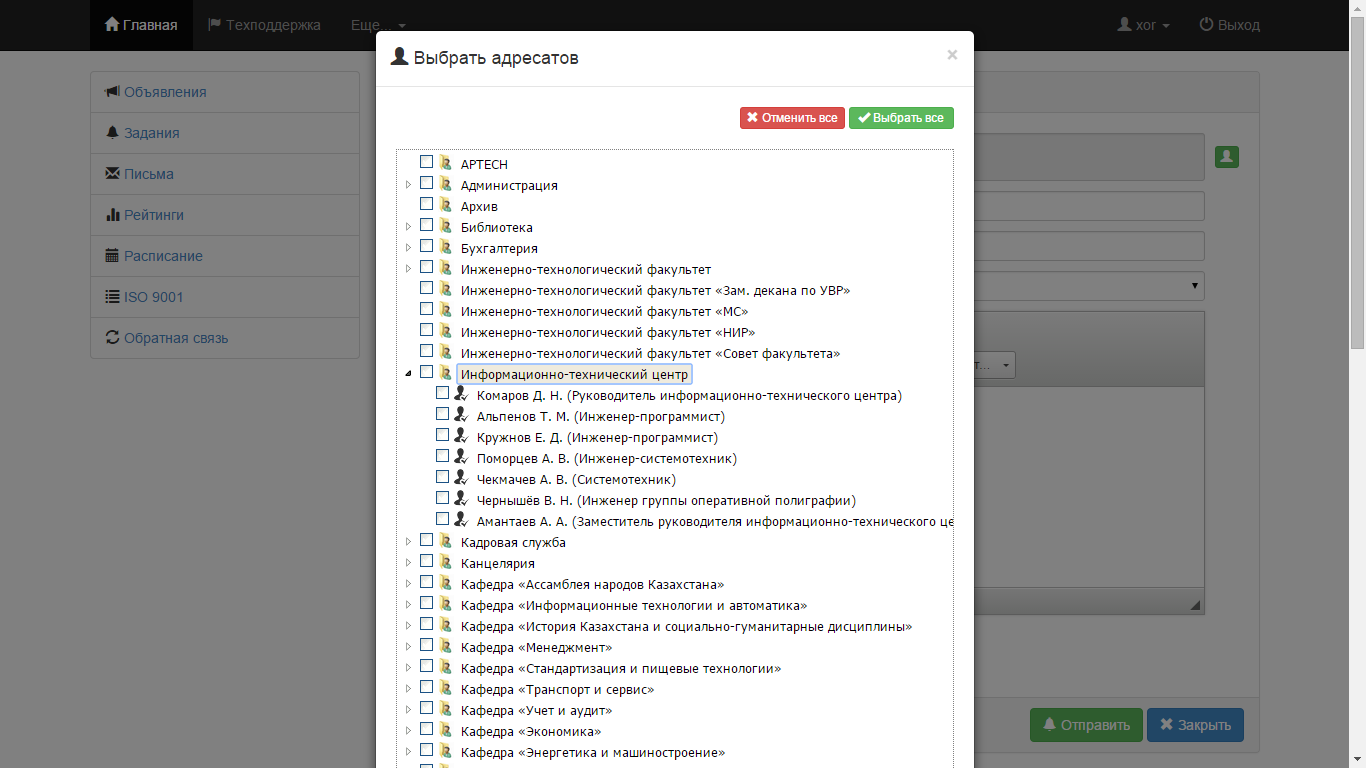 Главная
Техподдержка
Еще...
xor
Выход
Выбрать адресатов
×
Объявления
Задания
Письма
Рейтинги
Расписание
ISO 9001
Обратная связь
Отменить все
Выбрать все
APTECH
Администрация
Архив
Библиотека
Бухгалтерия
Инженерно-технологический факультет
Инженерно-технологический факультет «Зам. декана по УВР»
Инженерно-технологический факультет «МС»
Инженерно-технологический факультет «НИР»
Инженерно-технологический факультет «Совет факультета»
Информационно-технический центр
Комаров Д. Н. (Руководитель информационно-технического центра)
Альпенов Т. М. (Инженер-программист)
Кружнов Е. Д. (Инженер-программист)
Поморцев А. В. (Инженер-системотехник)
Чекмачев А. В. (Системотехник)
Чернышёв В. Н. (Инженер группы оперативной полиграфии)
Амантаев А. А. (Заместитель руководителя информационно-технического це
Кадровая служба
Канцелярия
Кафедра «Ассамблея народов Казахстана»
Кафедра «Информационные технологии и автоматика»
Кафедра «История Казахстана и социально-гуманитарные дисциплины»
Кафедра «Менеджмент»
Кафедра «Стандартизация и пищевые технологии»
Кафедра «Транспорт и сервис»
Кафедра «Учет и аудит»
Кафедра «Экономика»
Кафедра «Энергетика и машиностроение»
Отправить
Закрыть